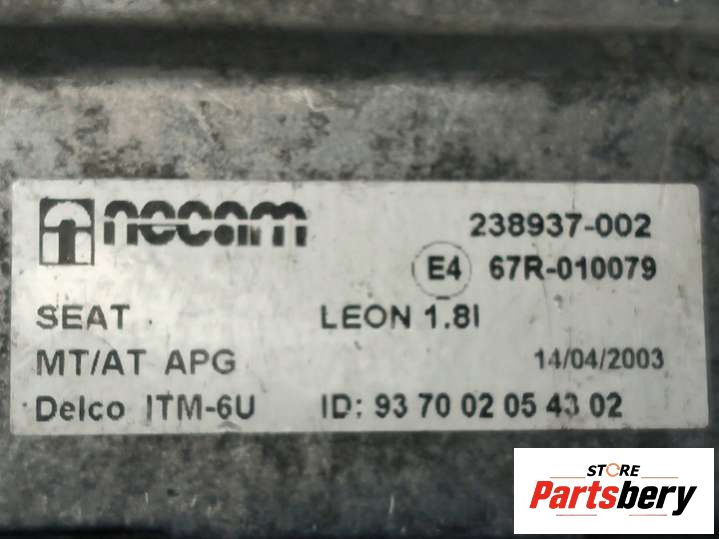 necam 238937-002
E4 67R-010079
SEAT LEON 1.8I
MT/AT APG 14/04/2003
Delco ITM-6U ID: 93 70 02 05 43 02
STORE
Partsbery